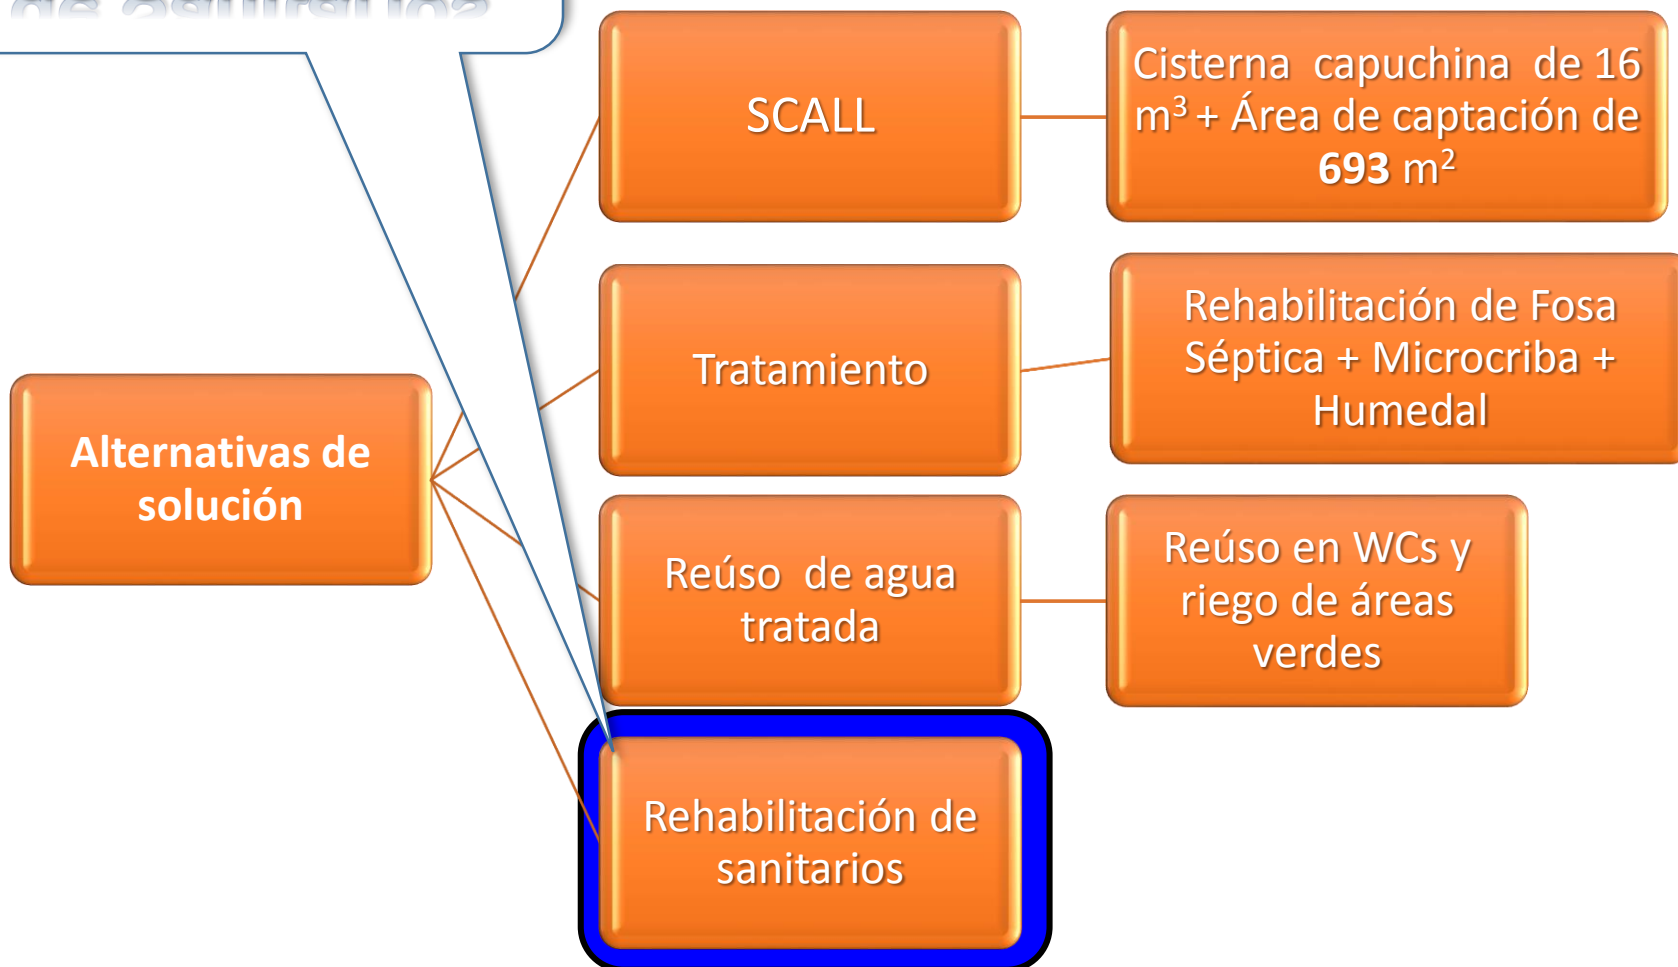 SCALL
Cisterna capuchina de 16
m³ + Área de captación de
693 m²
Tratamiento
Rehabilitación de Fosa
Séptica + Microcriba +
Humedal
Alternativas de
solución
Reúso de agua
tratada
Reúso en WCs y
riego de áreas
verdes
Rehabilitación de
sanitarios